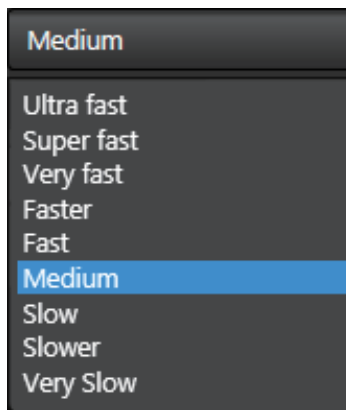 Medium
Ultra fast
Super fast
Very fast
Faster
Fast
Medium
Slow
Slower
Very Slow